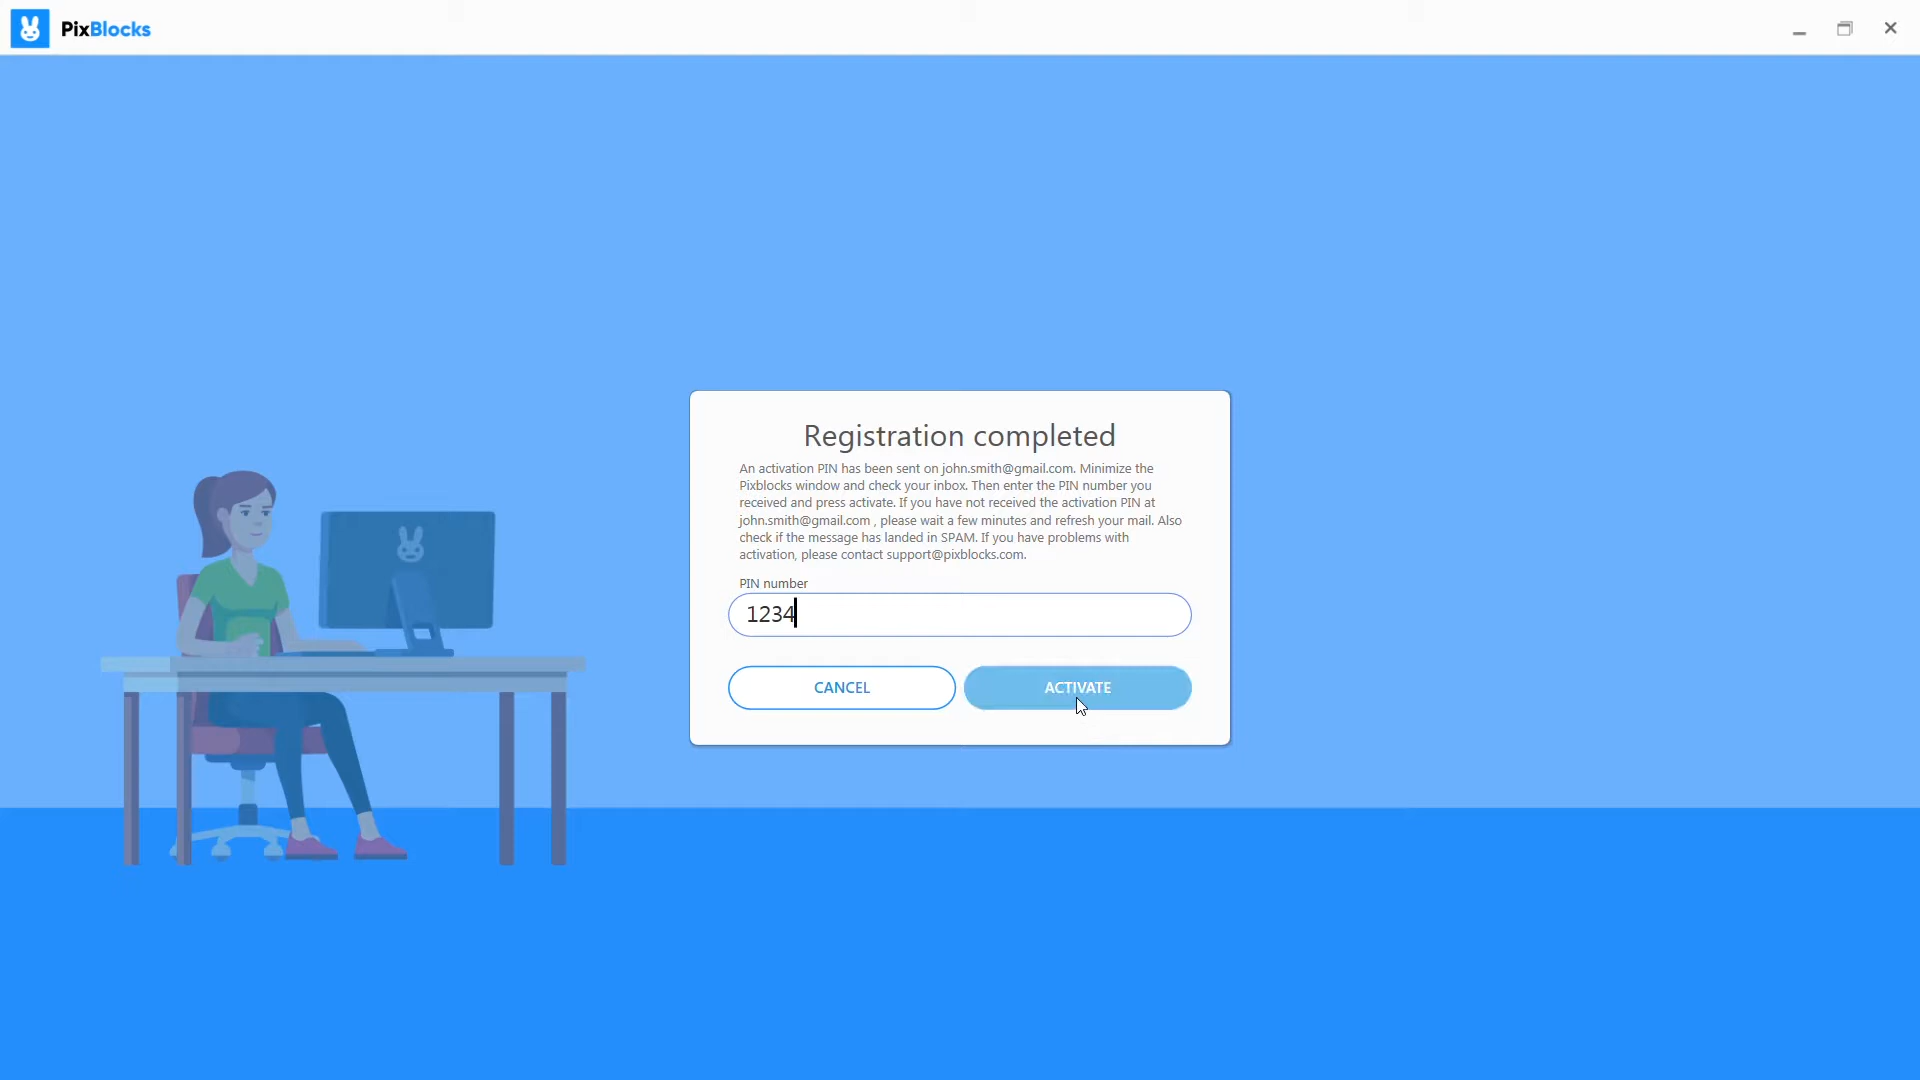 PixBlocks
Registration completed
An activation PIN has been sent on john.smith@gmail.com. Minimize the
Pixblocks window and check your inbox. Then enter the PIN number you
received and press activate. If you have not received the activation PIN at
john.smith@gmail.com , please wait a few minutes and refresh your mail. Also
check if the message has landed in SPAM. If you have problems with
activation, please contact support@pixblocks.com.
PIN number
1234
CANCEL
ACTIVATE